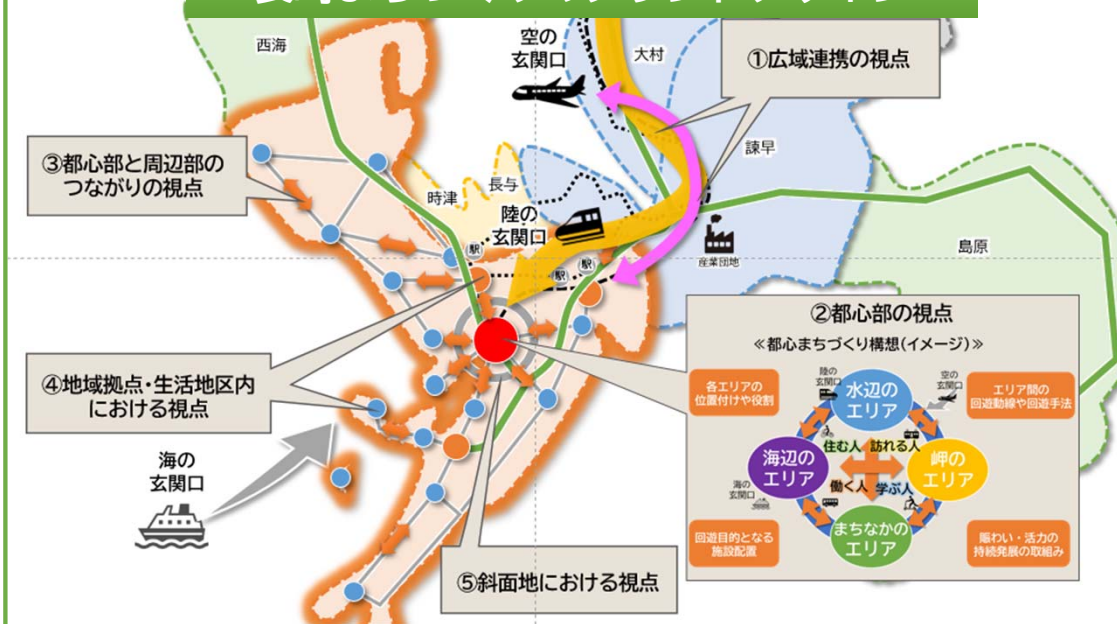 西海
空の
玄関口
大村
①広域連携の視点
③都心部と周辺部の
つながりの視点
諫早
時津
長与
陸の
玄関口
駅
駅
駅
産業団地
島原
②都心部の視点
≪都心まちづくり構想(イメージ)≫
各エリアの
位置付けや役割
陸の
玄関口
水辺の
エリア
空の
玄関口
エリア間の
回遊動線や回遊手法
④地域拠点・生活地区内
における視点
住む人
訪れる人
海辺の
エリア
岬の
エリア
働く人
学ぶ人
海の
玄関口
海の
玄関口
まちなかの
エリア
回遊目的となる
施設配置
賑わい・活力の
持続発展の取組み
⑤斜面地における視点